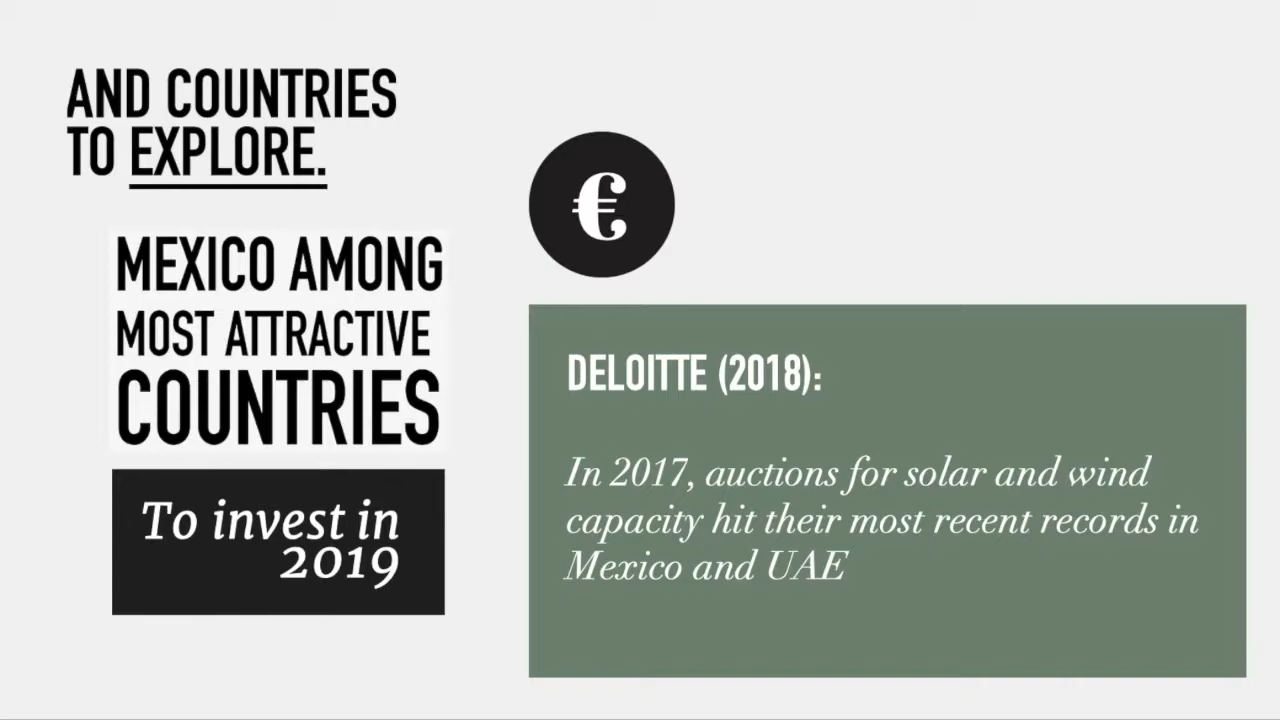 AND COUNTRIES
TO EXPLORE.
MEXICO AMONG
MOST ATTRACTIVE
COUNTRIES
To invest in
2019
€
DELOITTE (2018):
In 2017, auctions for solar and wind
capacity hit their most recent records in
Mexico and UAE